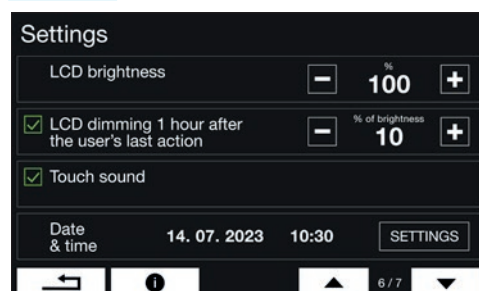 Settings
LCD brightness
%
− 100 +
LCD dimming 1 hour after
the user's last action
% of brightness
− 10 +
Touch sound
Date
& time
14. 07. 2023 10:30 SETTINGS
i 6/7